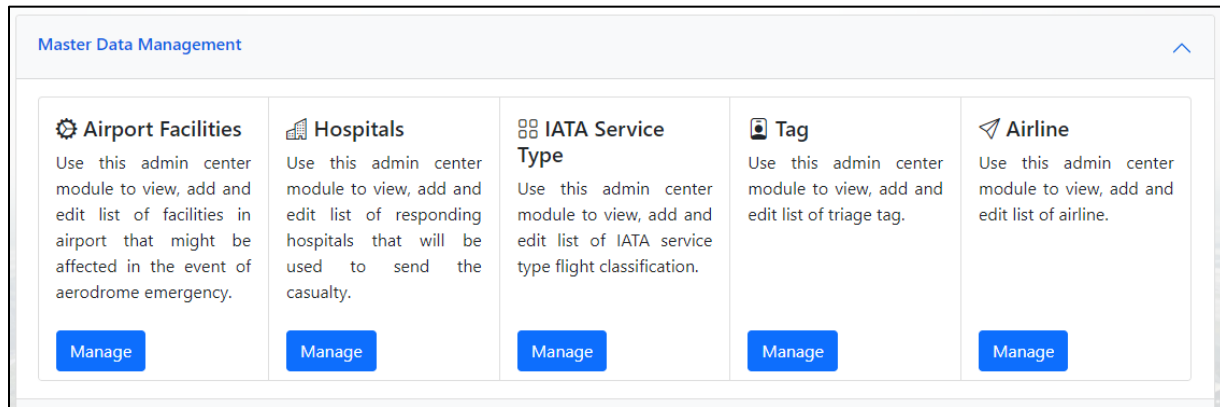 Master Data Management
Airport Facilities
Use this admin center
module to view, add and
edit list of facilities in
airport that might be
affected in the event of
aerodrome emergency.
Manage
Hospitals
Use this admin center
module to view, add and
edit list of responding
hospitals that will be
used to send the
casualty.
Manage
IATA Service
Type
Use this admin center
module to view, add and
edit list of IATA service
type flight classification.
Manage
Tag
Use this admin center
module to view, add and
edit list of triage tag.
Manage
Airline
Use this admin center
module to view, add and
edit list of airline.
Manage